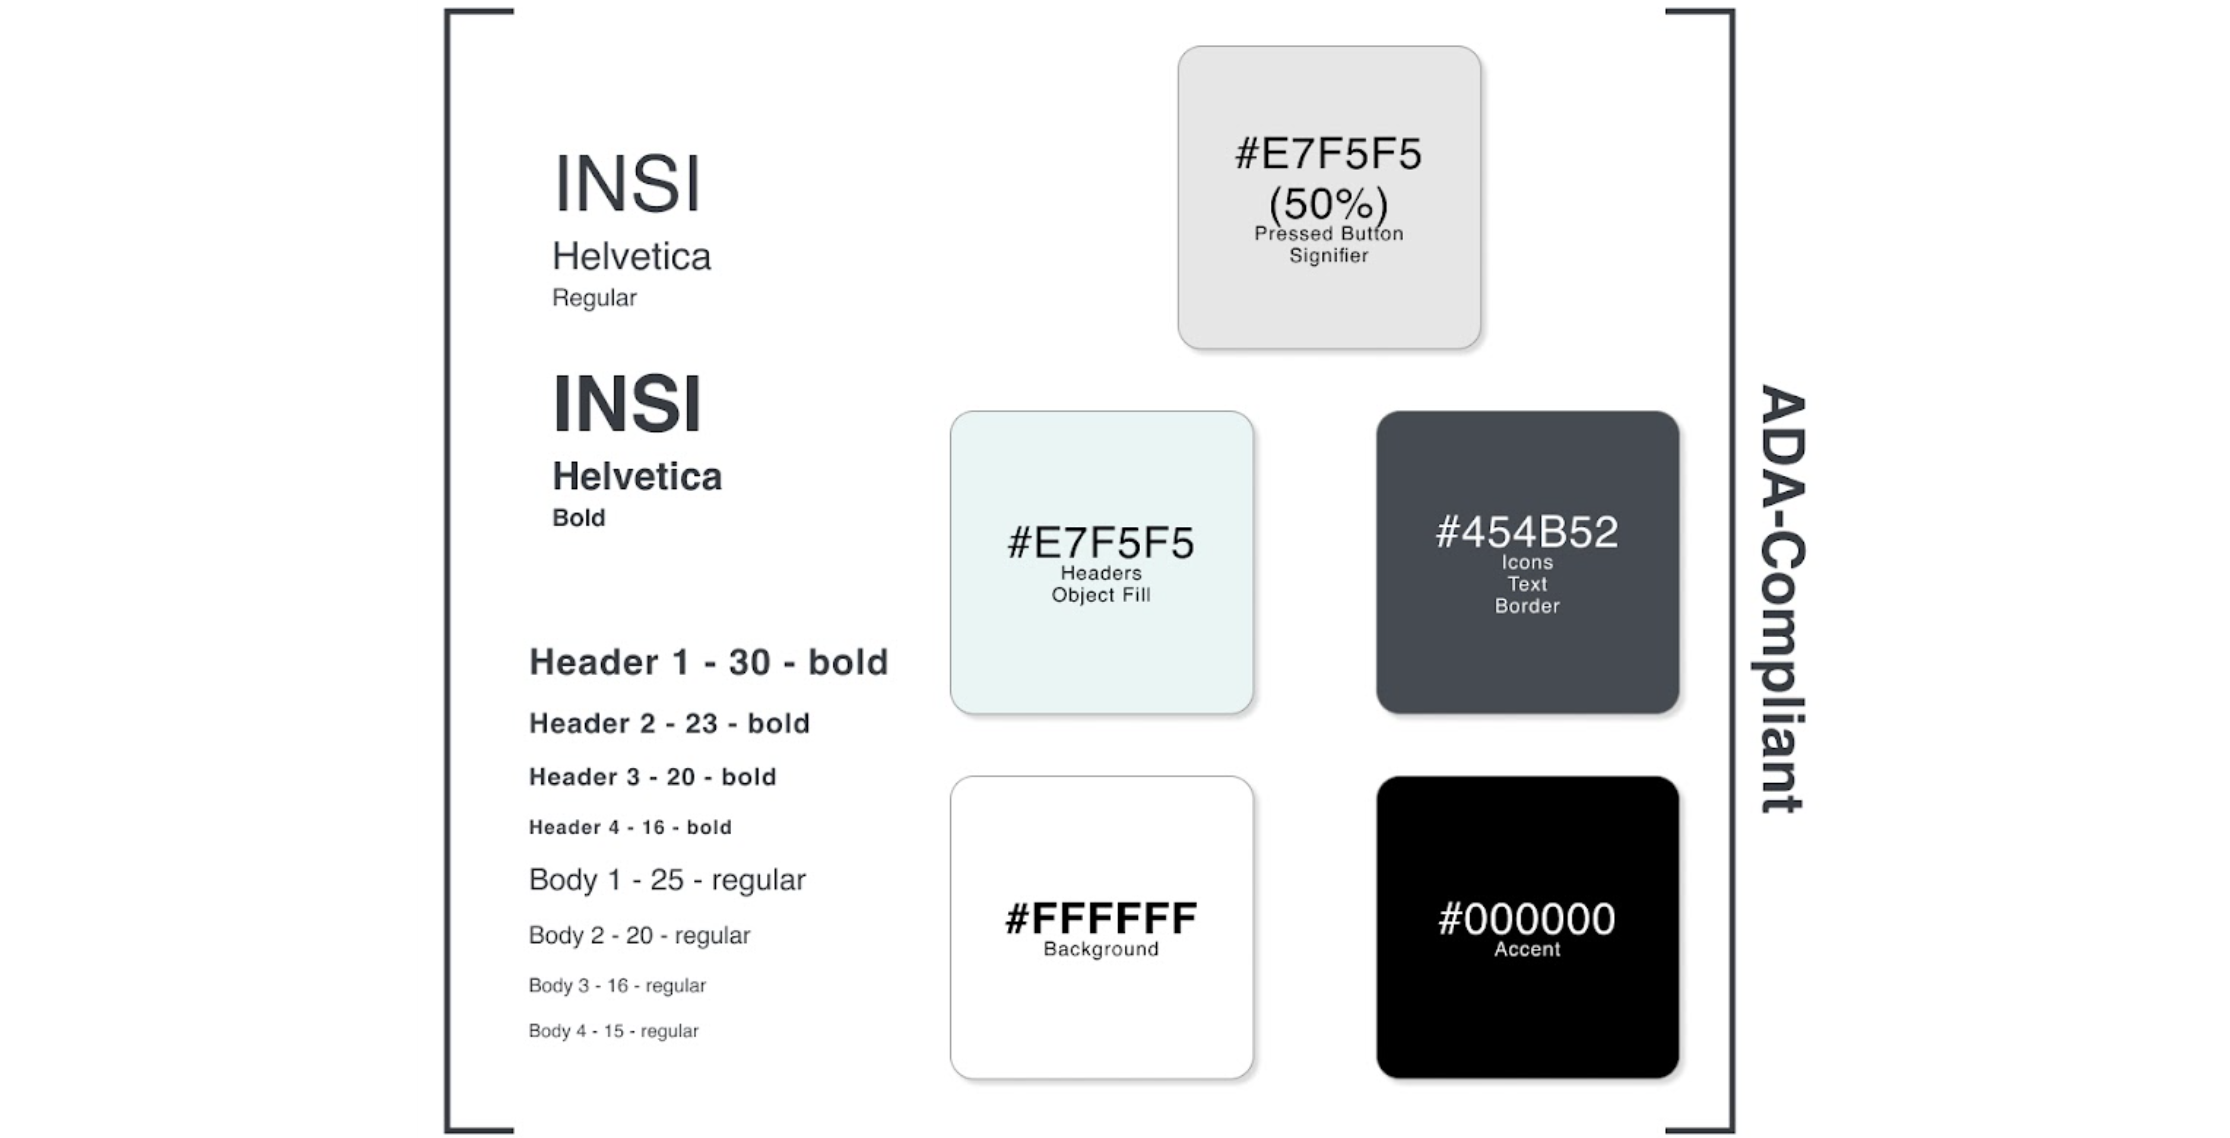 INSI
Helvetica
Regular
INSI
Helvetica
Bold
Header 1 - 30 - bold
Header 2 - 23 - bold
Header 3 - 20 - bold
Header 4 - 16 - bold
Body 1 - 25 - regular
Body 2 - 20 - regular
Body 3 - 16 - regular
Body 4 - 15 - regular
#E7F5F5
(50%)
Pressed Button
Signifier
#E7F5F5
Headers
Object Fill
#454B52
Icons
Text
Border
#FFFFFF
Background
#000000
Accent
ADA-Compliant